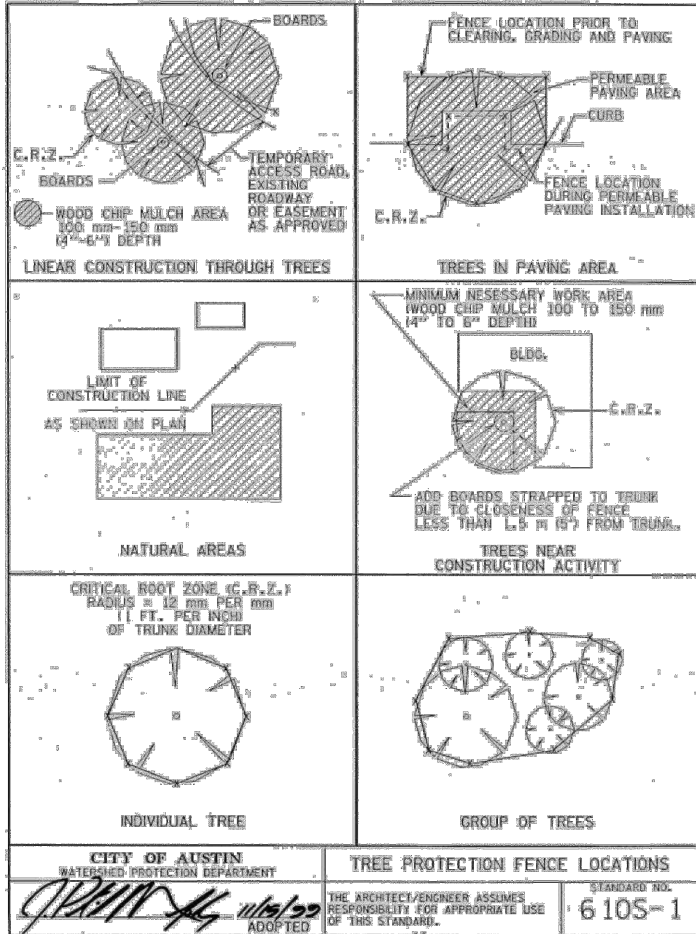 BOARDS
C.R.Z.
BOARDS
TEMPORARY
ACCESS ROAD,
EXISTING
ROADWAY
OR EASEMENT
AS APPROVED
WOOD CHIP MULCH AREA
100 mm-150 mm
(4"-6") DEPTH
LINEAR CONSTRUCTION THROUGH TREES
FENCE LOCATION PRIOR TO
CLEARING, GRADING AND PAVING
PERMEABLE
PAVING AREA
CURB
FENCE LOCATION
DURING PERMEABLE
PAVING INSTALLATION
C.R.Z.
TREES IN PAVING AREA
LIMIT OF
CONSTRUCTION LINE
AS SHOWN ON PLAN
NATURAL AREAS
MINIMUM NESESSARY WORK AREA
(WOOD CHIP MULCH 100 TO 150 mm
(4" TO 6" DEPTH)
BLDG.
C.R.Z.
ADD BOARDS STRAPPED TO TRUNK
DUE TO CLOSENESS OF FENCE
LESS THAN 1.5 m (5') FROM TRUNK.
TREES NEAR
CONSTRUCTION ACTIVITY
CRITICAL ROOT ZONE (C.R.Z.)
RADIUS = 12 mm PER mm
(1 FT. PER INCH)
OF TRUNK DIAMETER
INDIVIDUAL TREE
GROUP OF TREES
CITY OF AUSTIN
WATERSHED PROTECTION DEPARTMENT
11/15/99
ADOPTED
TREE PROTECTION FENCE LOCATIONS
THE ARCHITECT/ENGINEER ASSUMES
RESPONSIBILITY FOR APPROPRIATE USE
OF THIS STANDARD.
STANDARD NO.
610S-1